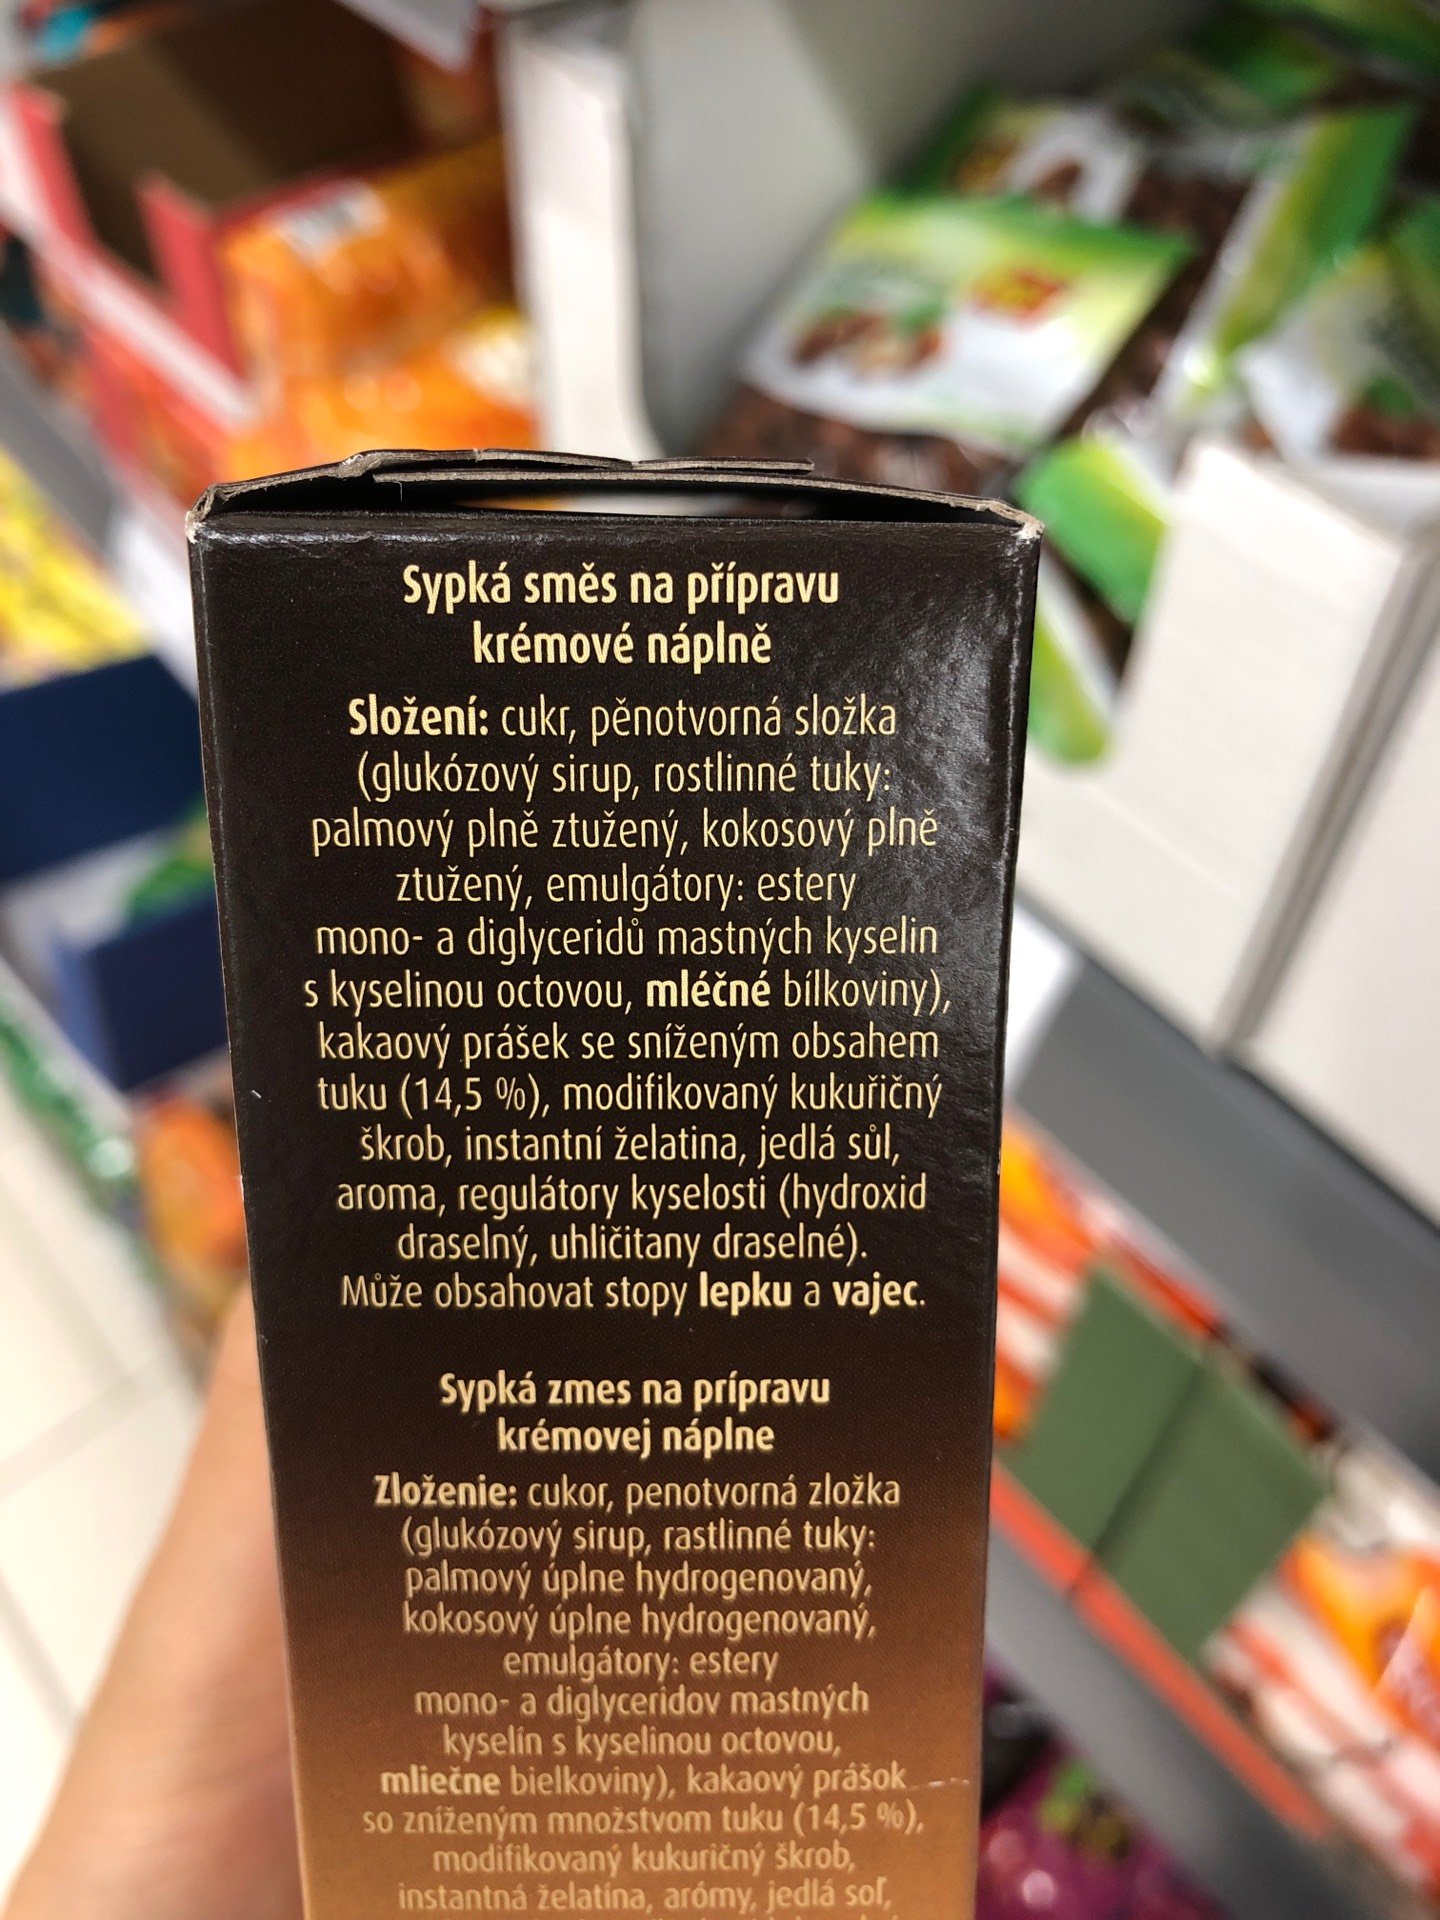 Sypká směs na přípravu
krémové náplně
Složení: cukr, pěnotvorná složka
(glukózový sirup, rostlinné tuky:
palmový plně ztužený, kokosový plně
ztužený, emulgátory: estery
mono- a diglyceridů mastných kyselin
s kyselinou octovou, mléčné bílkoviny),
kakaový prášek se sníženým obsahem
tuku (14,5 %), modifikovaný kukuřičný
škrob, instantní želatina, jedlá sůl,
aroma, regulátory kyselosti (hydroxid
draselný, uhličitany draselné).
Může obsahovat stopy lepku a vajec.
Sypká zmes na prípravu
krémovej náplne
Zloženie: cukor, penotvorná zložka
(glukózový sirup, rastlinné tuky:
palmový úplne hydrogenovaný,
kokosový úplne hydrogenovaný,
emulgátory: estery
mono- a diglyceridov mastných
kyselín s kyselinou octovou,
mliečne bielkoviny), kakaový prášok
so zníženým množstvom tuku (14,5 %),
modifikovaný kukuričný škrob,
instantná želatína, arómy, jedlá soľ,